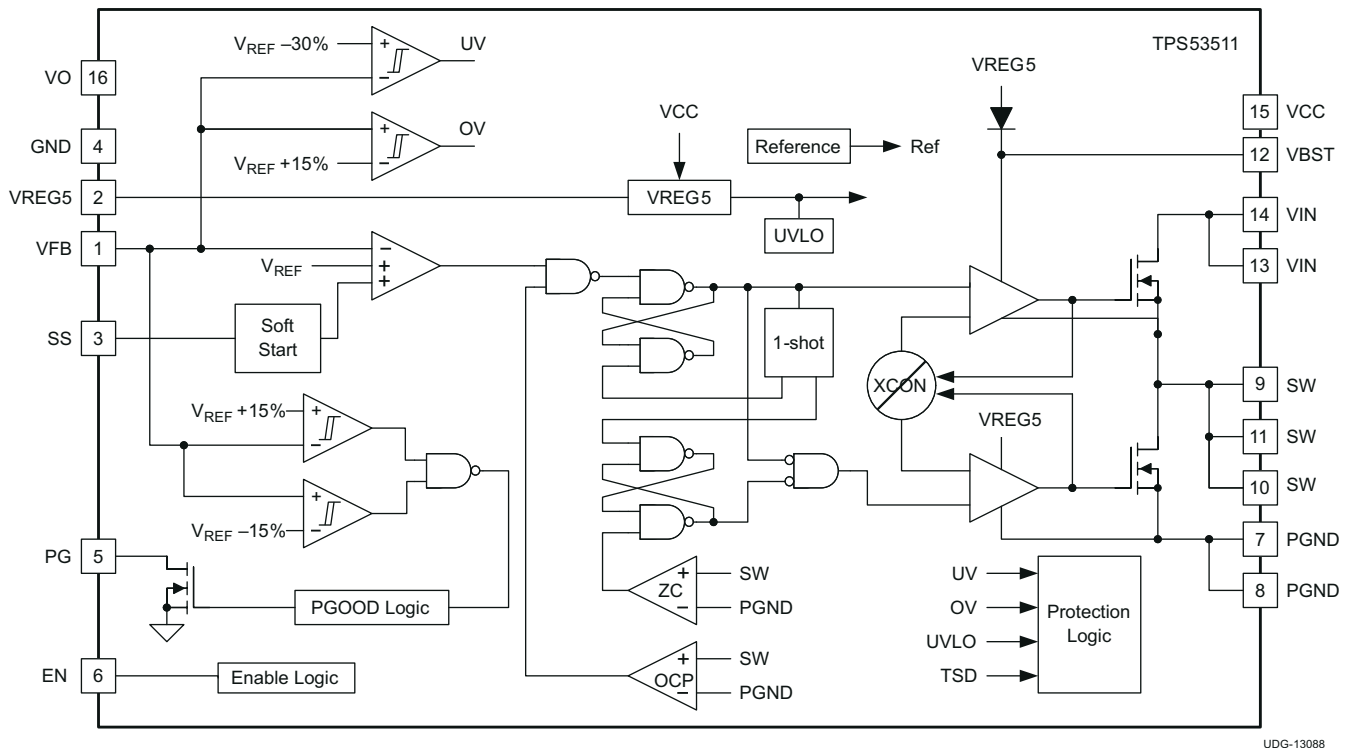 TPS53511
VREF –30%
UV
VREG5
VO 16
15 VCC
VCC
GND 4
OV
Reference
Ref
12 VBST
VREF +15%
VREG5 2
VREG5
14 VIN
UVLO
VFB 1
VREF
13 VIN
SS 3
Soft
Start
1-shot
XCON
9 SW
VREF +15%
VREG5
11 SW
10 SW
VREF –15%
PG 5
7 PGND
ZC
SW
PGND
UV
OV
UVLO
TSD
Protection
Logic
8 PGND
PGOOD Logic
EN 6
Enable Logic
OCP
SW
PGND
UDG-13088